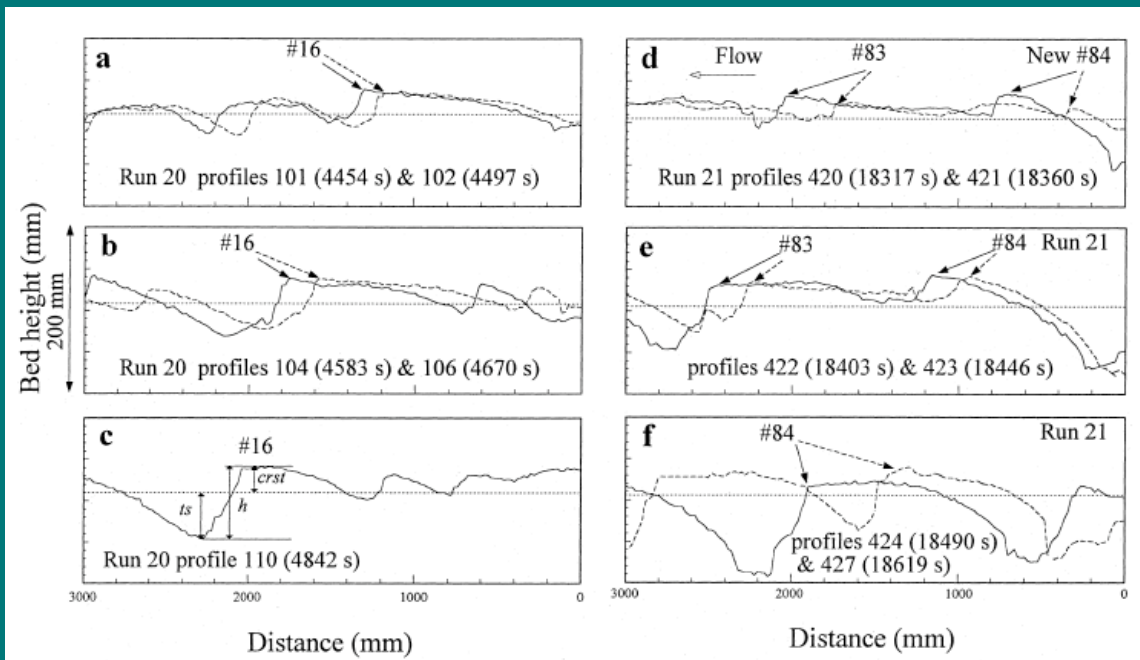 Bed height (mm)
200 mm
a
#16
Run 20 profiles 101 (4454 s) & 102 (4497 s)
b
#16
Run 20 profiles 104 (4583 s) & 106 (4670 s)
c
#16
crst
ts
h
Run 20 profile 110 (4842 s)
3000
2000
1000
0
Distance (mm)
d
Flow
#83
New #84
Run 21 profiles 420 (18317 s) & 421 (18360 s)
e
#83
#84
Run 21
profiles 422 (18403 s) & 423 (18446 s)
f
#84
Run 21
profiles 424 (18490 s)
& 427 (18619 s)
3000
2000
1000
0
Distance (mm)